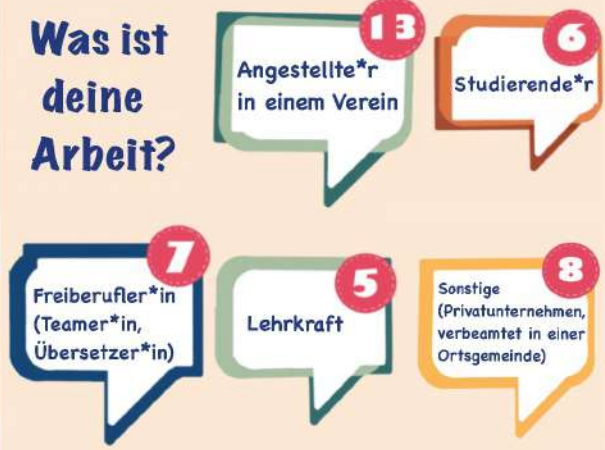 Was ist
deine
Arbeit?
13
Angestellte*r
in einem Verein
6
Studierende*r
7
Freiberufler*in
(Teamer*in,
Übersetzer*in)
5
Lehrkraft
8
Sonstige
(Privatunternehmen,
verbeamtet in einer
Ortsgemeinde)